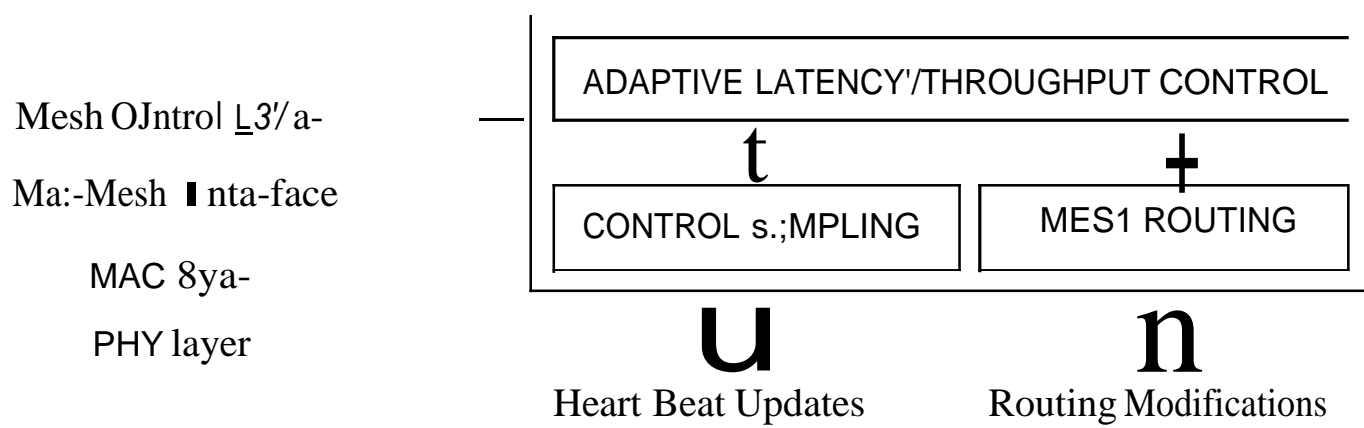 ADAPTIVE LATENCY'/THROUGHPUT CONTROL
Mesh OJntrol L3'/a-
t
Ma:-Mesh nta-face
CONTROL s.;MPLING
MES1 ROUTING
MAC 8ya-
PHY layer
u
n
Heart Beat Updates
Routing Modifications